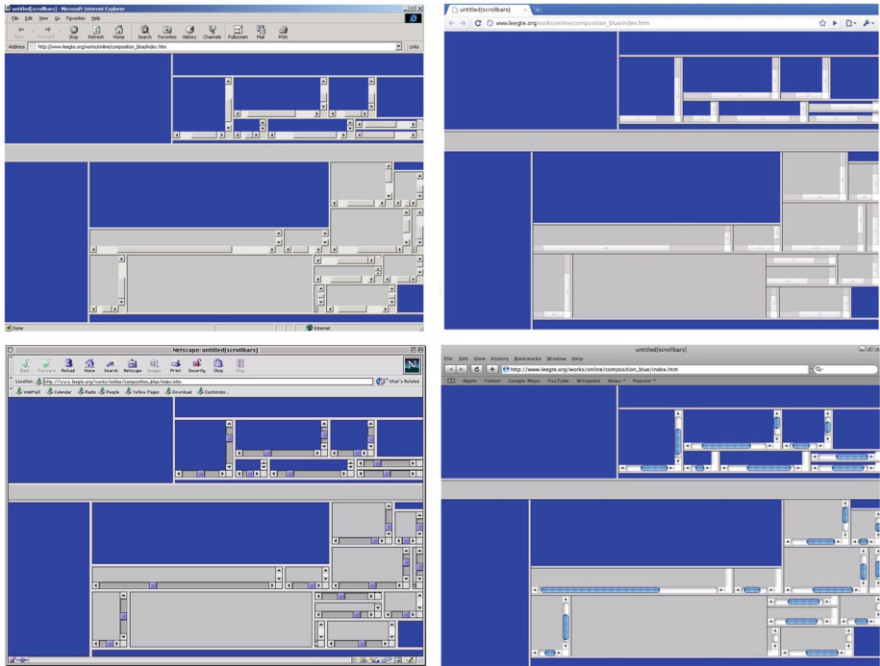 untitled[scrollbars] - Microsoft Internet Explorer
File Edit View Go Favorites Help
Back Forward Stop Refresh Home Search Favorites History Channels Fullscreen Mail Print
Address http://www.leegte.org/works/online/composition_blue/index.htm Links
Done Internet
untitled[scrollbars]
www.leegte.org/works/online/composition_blue/index.htm
Netscape: untitled[scrollbars]
Back Forward Reload Home Search Netscape Images Print Security Shop Stop
Location: http://www.leegte.org/works/online/composition_blue/index.htm What's Related
WebMail Calendar Radio People Yellow Pages Download Customize...
untitled[scrollbars]
File Edit View History Bookmarks Window Help
http://www.leegte.org/works/online/composition_blue/index.htm
Apple Yahoo! Google Maps YouTube Wikipedia News Popular